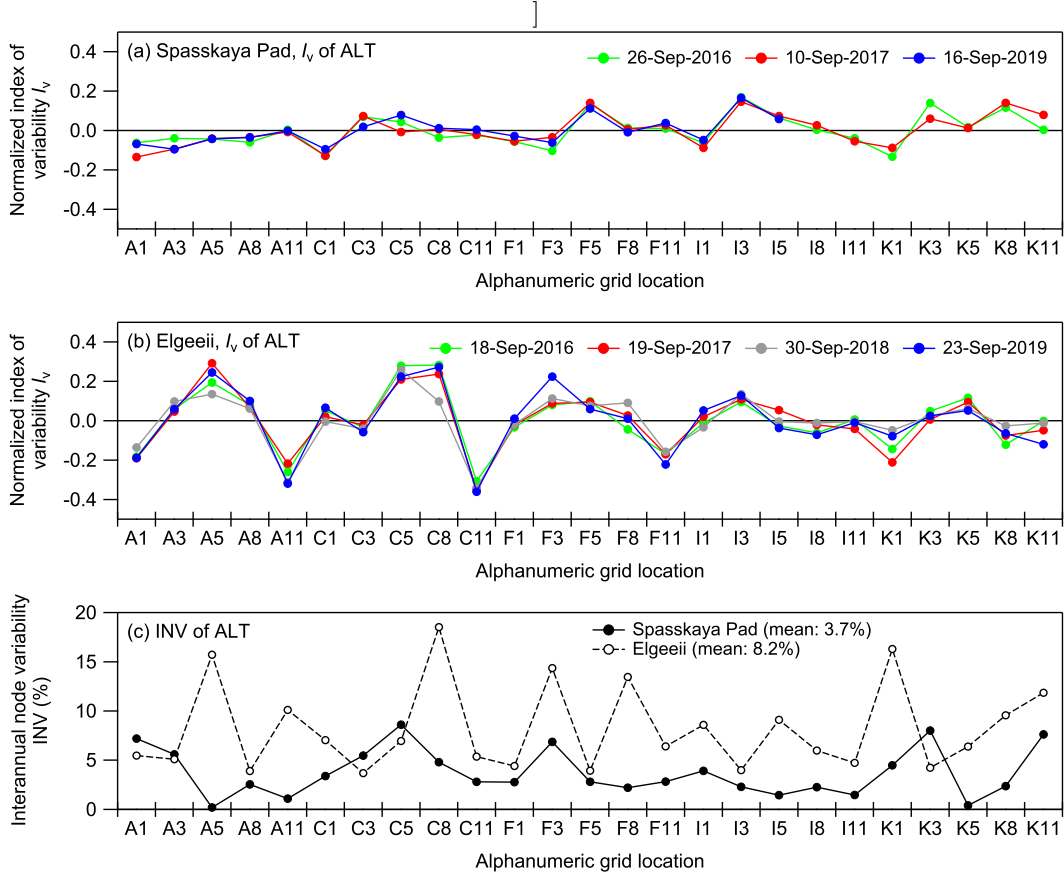 ]
(a) Spasskaya Pad, Iv of ALT
26-Sep-2016 10-Sep-2017 16-Sep-2019
Normalized index of
variability Iv
0.4
0.2
0.0
-0.2
-0.4
A1 A3 A5 A8 A11 C1 C3 C5 C8 C11 F1 F3 F5 F8 F11 I1 I3 I5 I8 I11 K1 K3 K5 K8 K11
Alphanumeric grid location
(b) Elgeeii, Iv of ALT
18-Sep-2016 19-Sep-2017 30-Sep-2018 23-Sep-2019
Normalized index of
variability Iv
0.4
0.2
0.0
-0.2
-0.4
A1 A3 A5 A8 A11 C1 C3 C5 C8 C11 F1 F3 F5 F8 F11 I1 I3 I5 I8 I11 K1 K3 K5 K8 K11
Alphanumeric grid location
(c) INV of ALT
Spasskaya Pad (mean: 3.7%)
Elgeeii (mean: 8.2%)
Interannual node variability
INV (%)
20
15
10
5
0
A1 A3 A5 A8 A11 C1 C3 C5 C8 C11 F1 F3 F5 F8 F11 I1 I3 I5 I8 I11 K1 K3 K5 K8 K11
Alphanumeric grid location